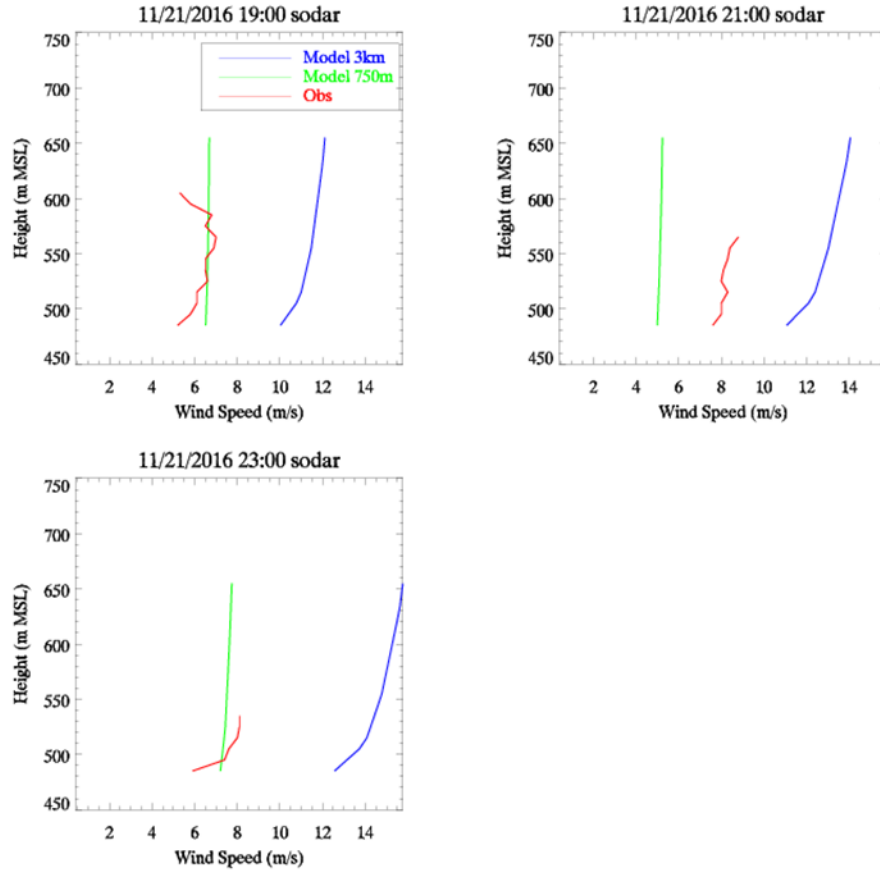 11/21/2016 19:00 sodar
750
700
650
600
550
500
450
Height (m MSL)
Model 3km
Model 750m
Obs
2 4 6 8 10 12 14
Wind Speed (m/s)
11/21/2016 21:00 sodar
750
700
650
600
550
500
450
Height (m MSL)
2 4 6 8 10 12 14
Wind Speed (m/s)
11/21/2016 23:00 sodar
750
700
650
600
550
500
450
Height (m MSL)
2 4 6 8 10 12 14
Wind Speed (m/s)